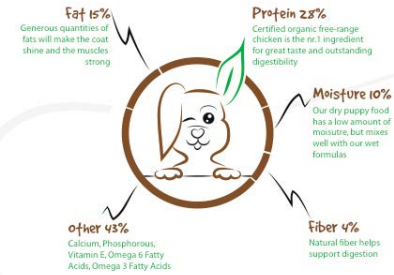 Fat 15%
Generous quantities of
fats will make the coat
shine and the muscles
strong
Protein 28%
Certified organic free-range
chicken is the nr.1 ingredient
for great taste and outstanding
digestibility
Moisture 10%
Our dry puppy food
has a low amount of
moisutre, but mixes
well with our wet
formulas
Other 43%
Calcium, Phosphorous,
Vitamin E, Omega 6 Fatty
Acids, Omega 3 Fatty Acids
Fiber 4%
Natural fiber helps
support digestion